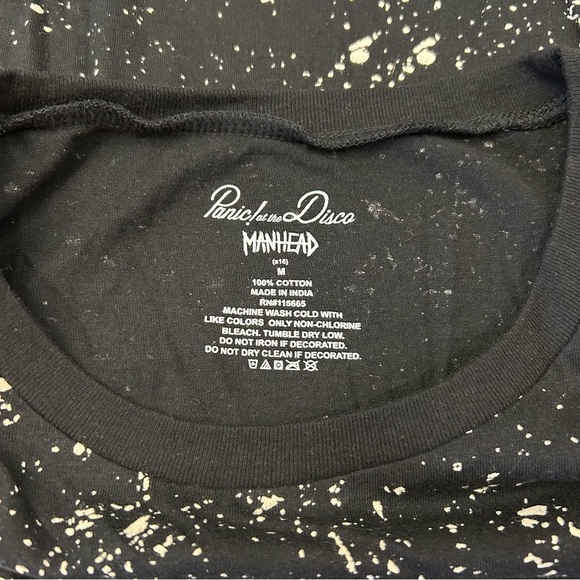 Panic! at the Disco
MANHEAD
(s16)
M
100% COTTON
MADE IN INDIA
RN#115665
MACHINE WASH COLD WITH
LIKE COLORS ONLY NON-CHLORINE
BLEACH. TUMBLE DRY LOW.
DO NOT IRON IF DECORATED.
DO NOT DRY CLEAN IF DECORATED.